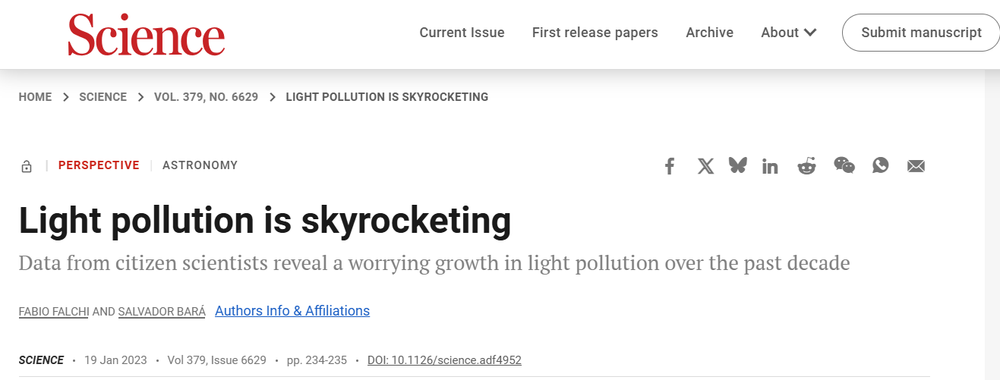 Science
Current Issue First release papers Archive About Submit manuscript
HOME SCIENCE VOL. 379, NO. 6629 LIGHT POLLUTION IS SKYROCKETING
PERSPECTIVE | ASTRONOMY
Light pollution is skyrocketing
Data from citizen scientists reveal a worrying growth in light pollution over the past decade
FABIO FALCHI AND SALVADOR BARÁ Authors Info & Affiliations
SCIENCE • 19 Jan 2023 • Vol 379, Issue 6629 • pp. 234-235 • DOI: 10.1126/science.adf4952